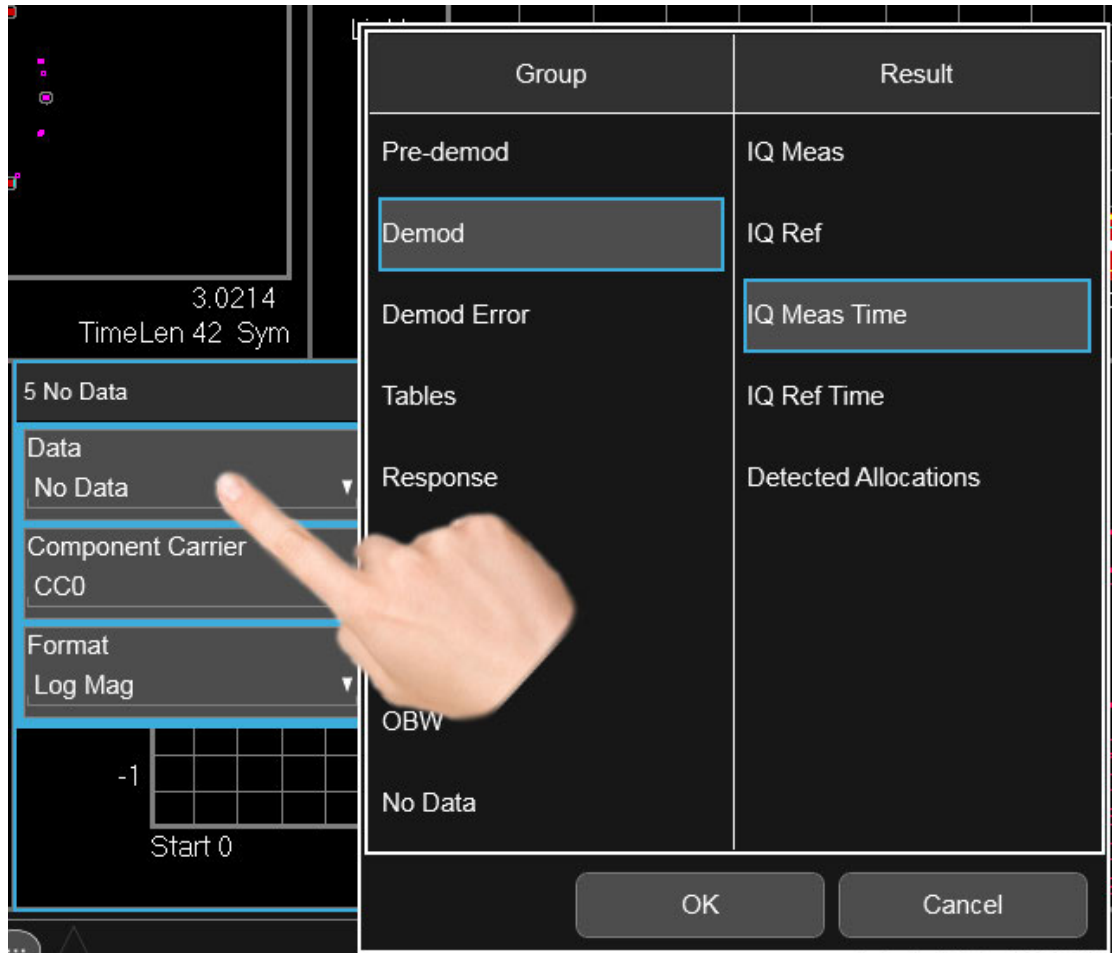 3.0214
TimeLen 42 Sym
5 No Data
Data
No Data
Component Carrier
CC0
Format
Log Mag
-1
Start 0
Group
Result
Pre-demod
IQ Meas
Demod
IQ Ref
Demod Error
IQ Meas Time
Tables
IQ Ref Time
Response
Detected Allocations
OBW
No Data
OK
Cancel